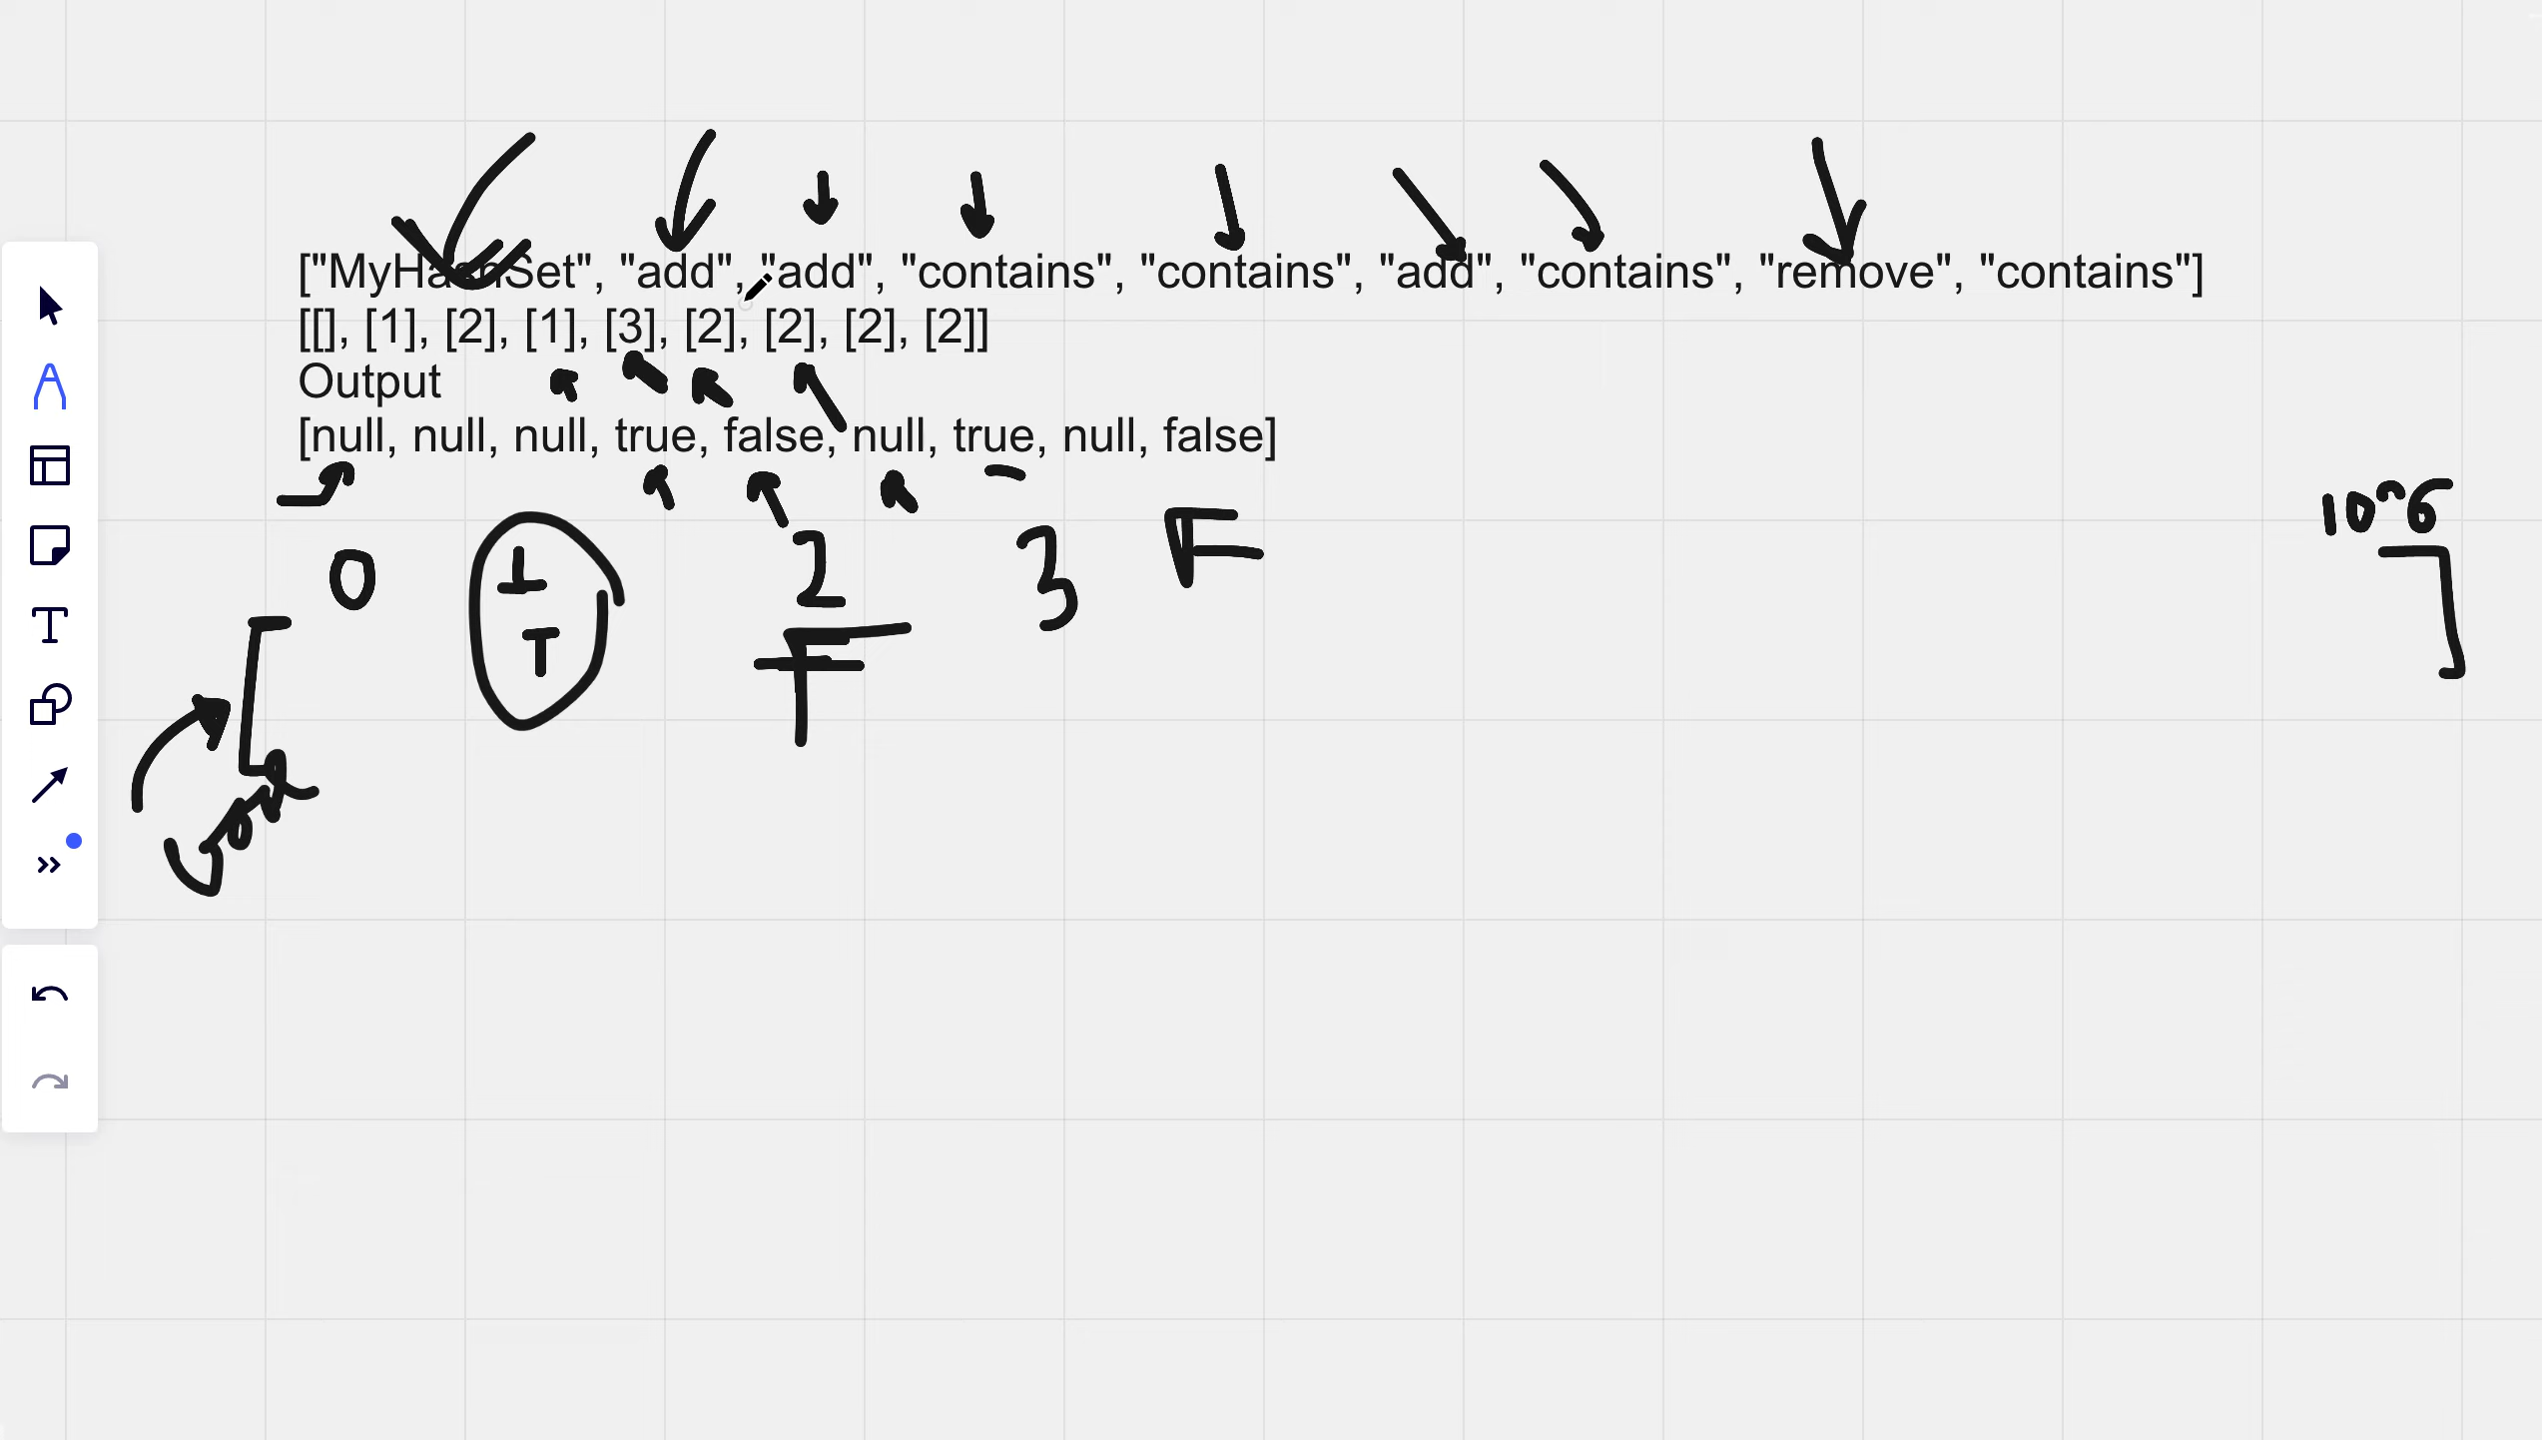 ["MyHashSet", "add", "add", "contains", "contains", "add", "contains", "remove", "contains"]
[[], [1], [2], [1], [3], [2], [2], [2], [2]]
Output
[null, null, null, true, false, null, true, null, false]
0 1 2 3 F 10^6
T F